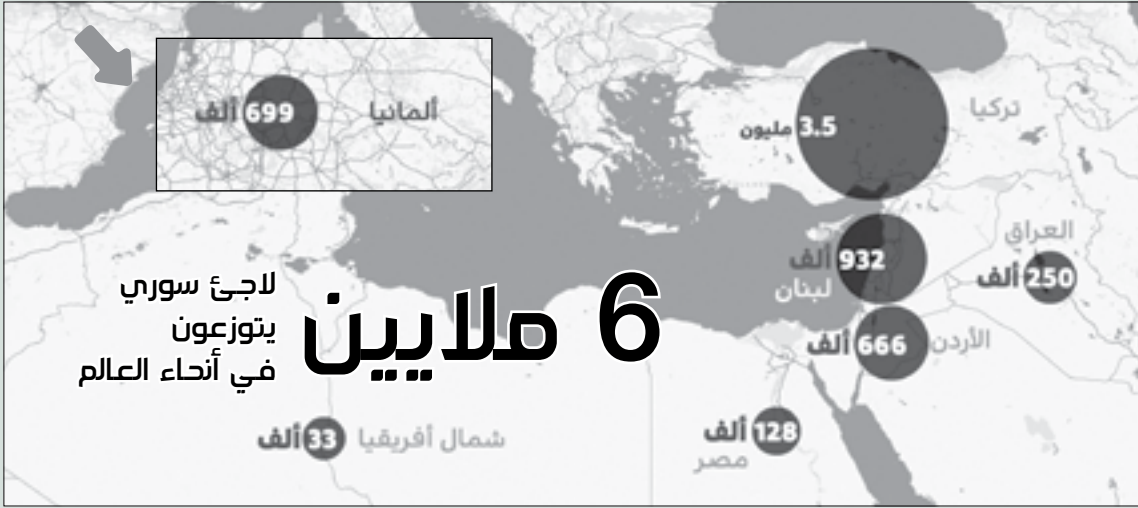 ألمانيا
699 ألف
تركيا
3.5 مليون
العراق
250 ألف
932 ألف
لبنان
الأردن
666 ألف
128 ألف
مصر
شمال أفريقيا
33 ألف
6 ملايين
لاجئ سوري
يتوزعون
في أنحاء العالم